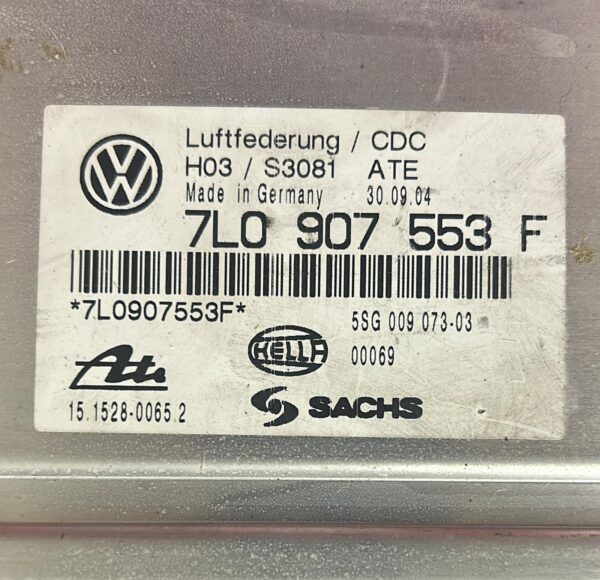 Luftfederung / CDC
H03 / S3081 ATE
Made in Germany 30.09.04
7L0 907 553 F
*7L0907553F*
5SG 009 073-03
00069
Ate
HELLA
15.1528-0065.2
SACHS